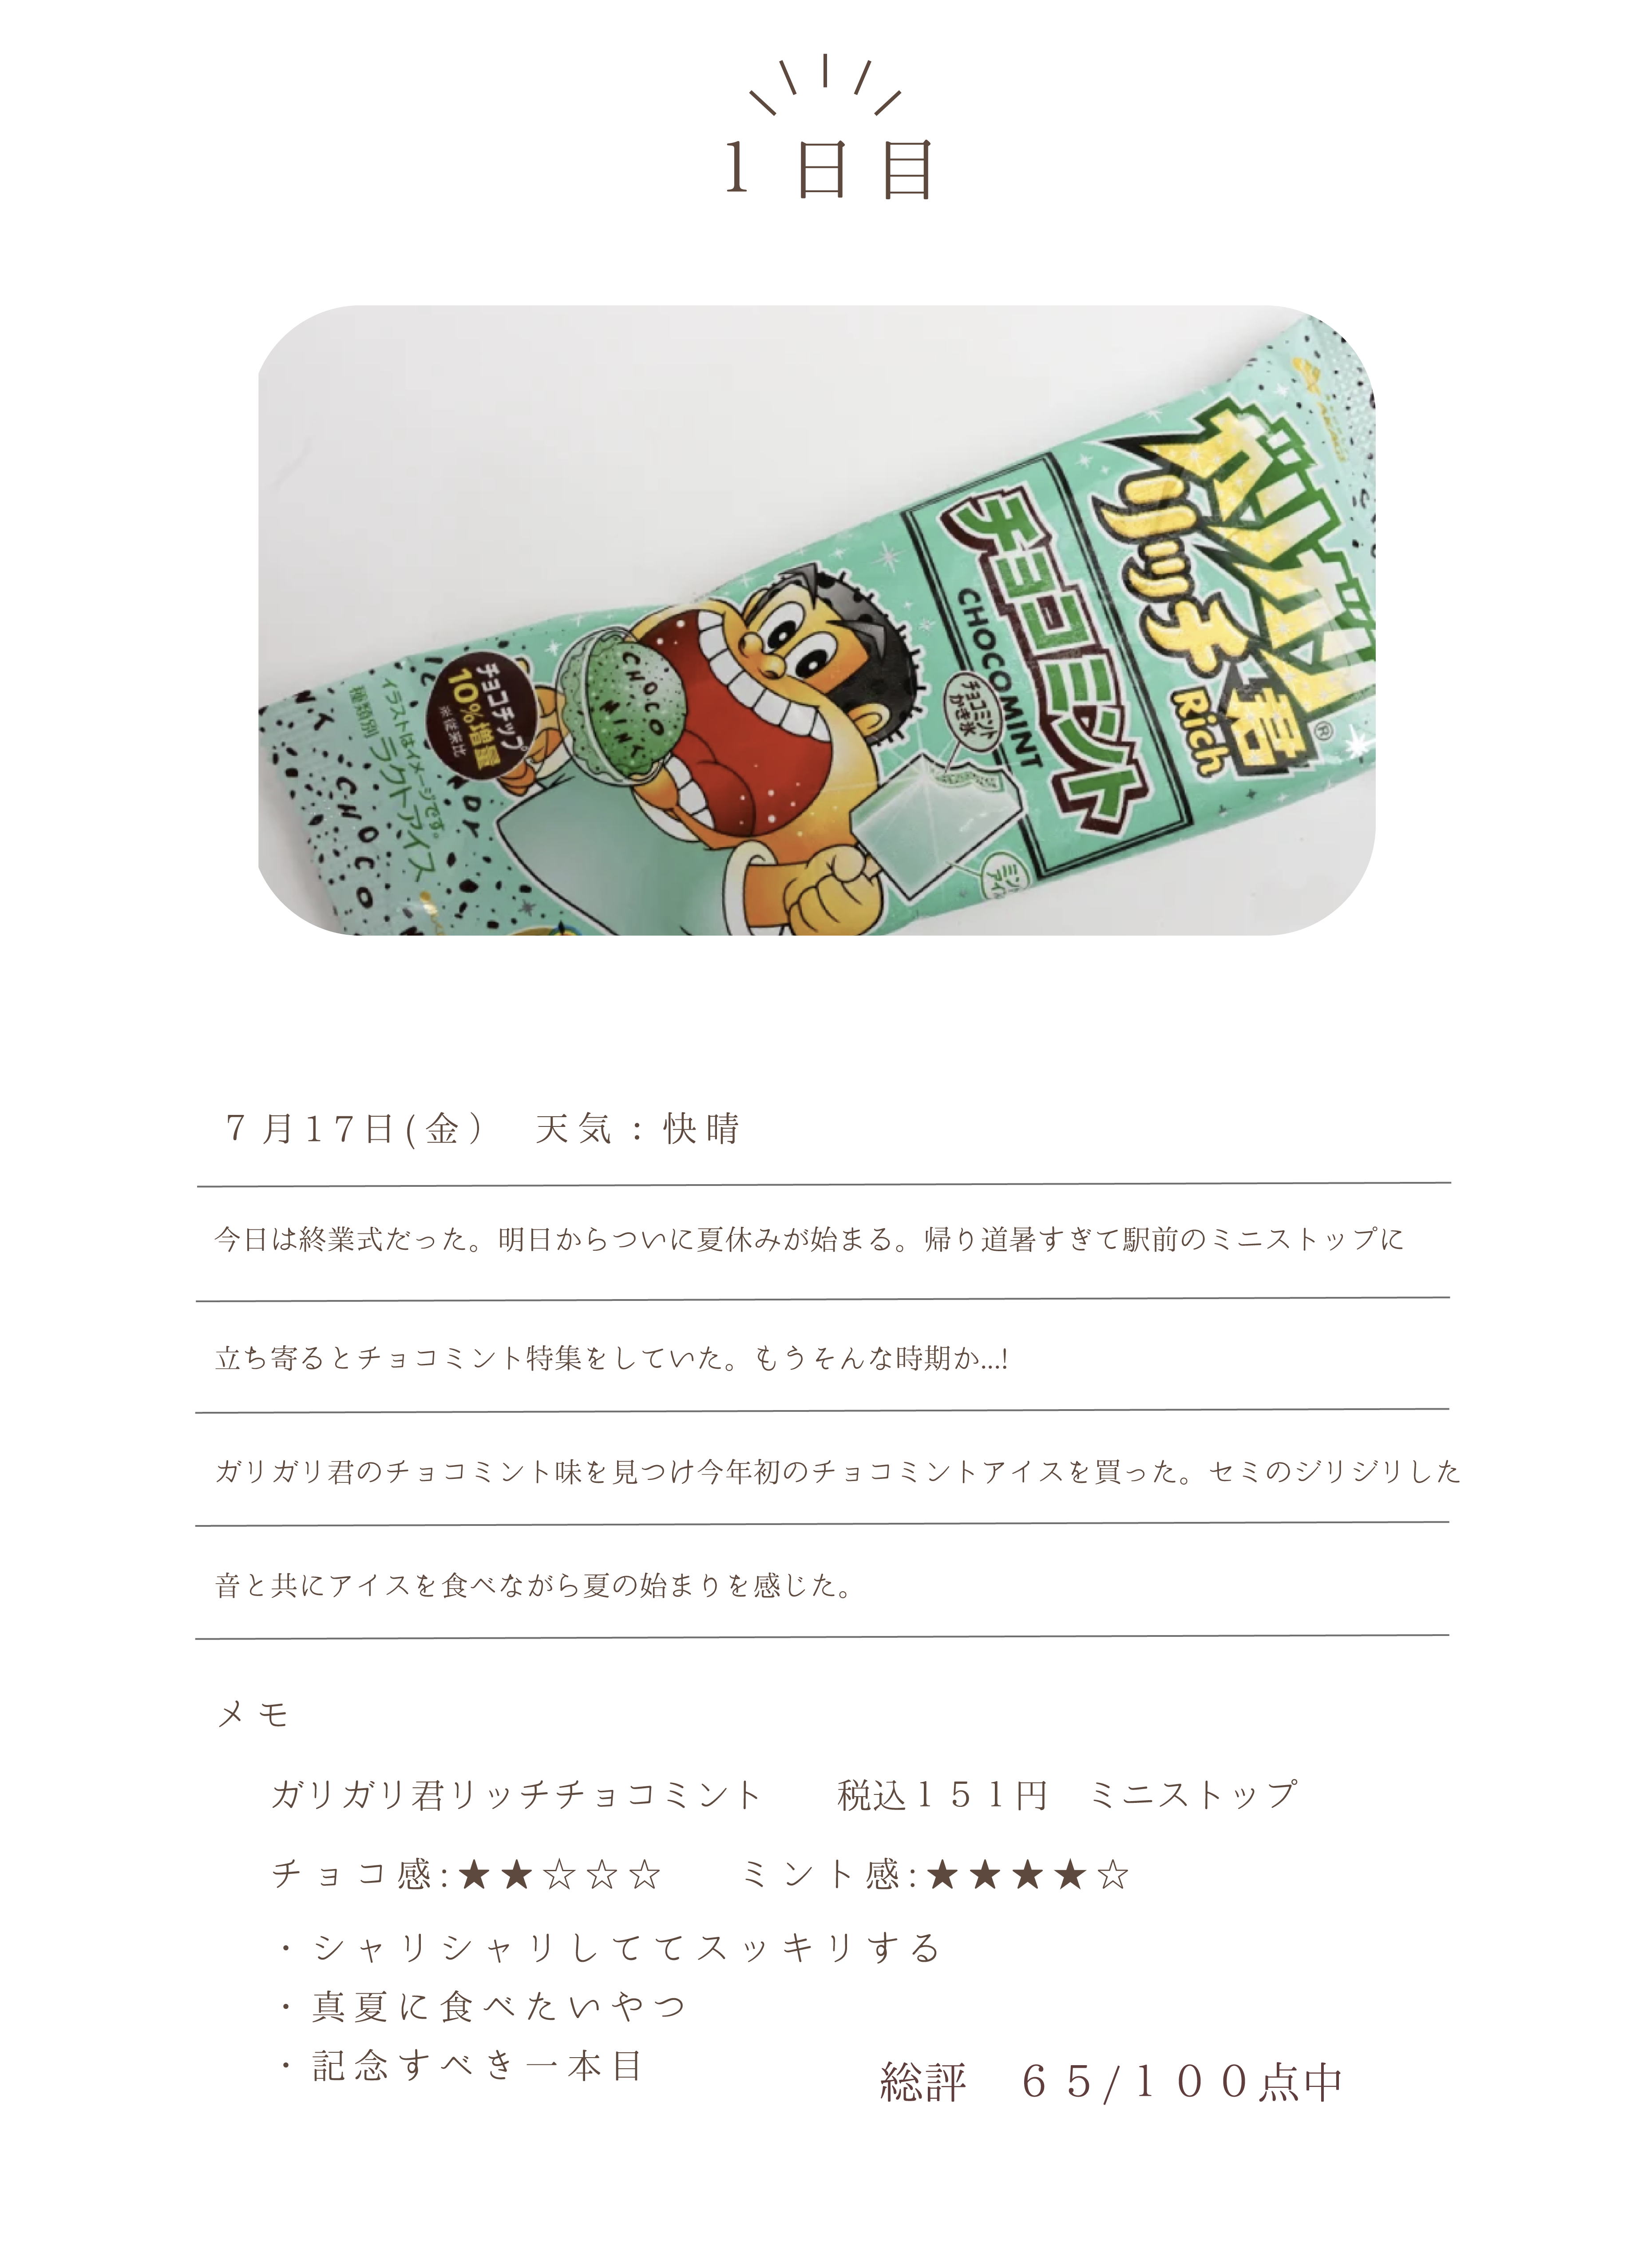 1日目
ガリガリ君
リッチ
Rich
®
チョコミント
CHOCOMINT
チョコミント
かき氷
ミント
CHOCO
MINT
チョコチップ
10%増量
※従来比
イラストはイメージです。
種類別 ラクトアイス
CHOCO
7月17日(金)　天気：快晴
今日は終業式だった。明日からついに夏休みが始まる。帰り道暑すぎて駅前のミニストップに
立ち寄るとチョコミント特集をしていた。もうそんな時期か...!
ガリガリ君のチョコミント味を見つけ今年初のチョコミントアイスを買った。セミのジリジリした
音と共にアイスを食べながら夏の始まりを感じた。
メモ
ガリガリ君リッチチョコミント　　税込１５１円　ミニストップ
チョコ感:★★☆☆☆　　ミント感:★★★★☆
・シャリシャリしててスッキリする
・真夏に食べたいやつ
・記念すべき一本目
総評　６５/１００点中